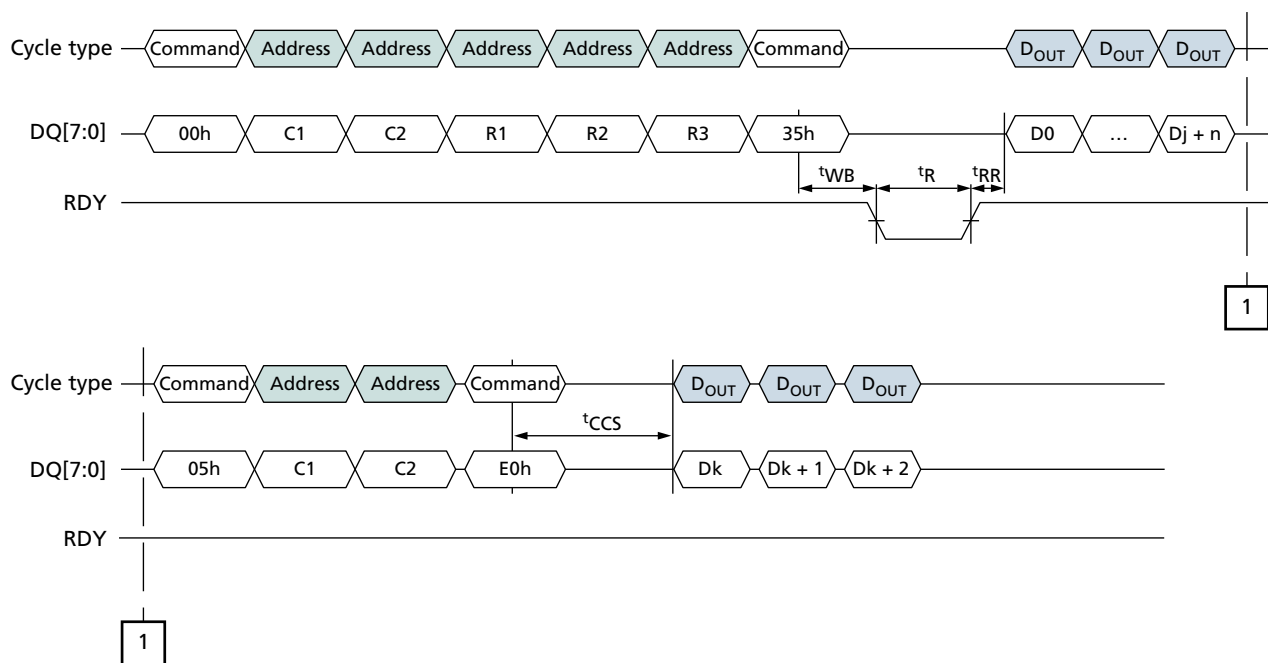 Cycle type Command Address Address Address Address Address Command DOUT DOUT DOUT
DQ[7:0] 00h C1 C2 R1 R2 R3 35h D0 … Dj + n
tWB tR tRR
RDY
1
Cycle type Command Address Address Command DOUT DOUT DOUT
tCCS
DQ[7:0] 05h C1 C2 E0h Dk Dk + 1 Dk + 2
RDY
1